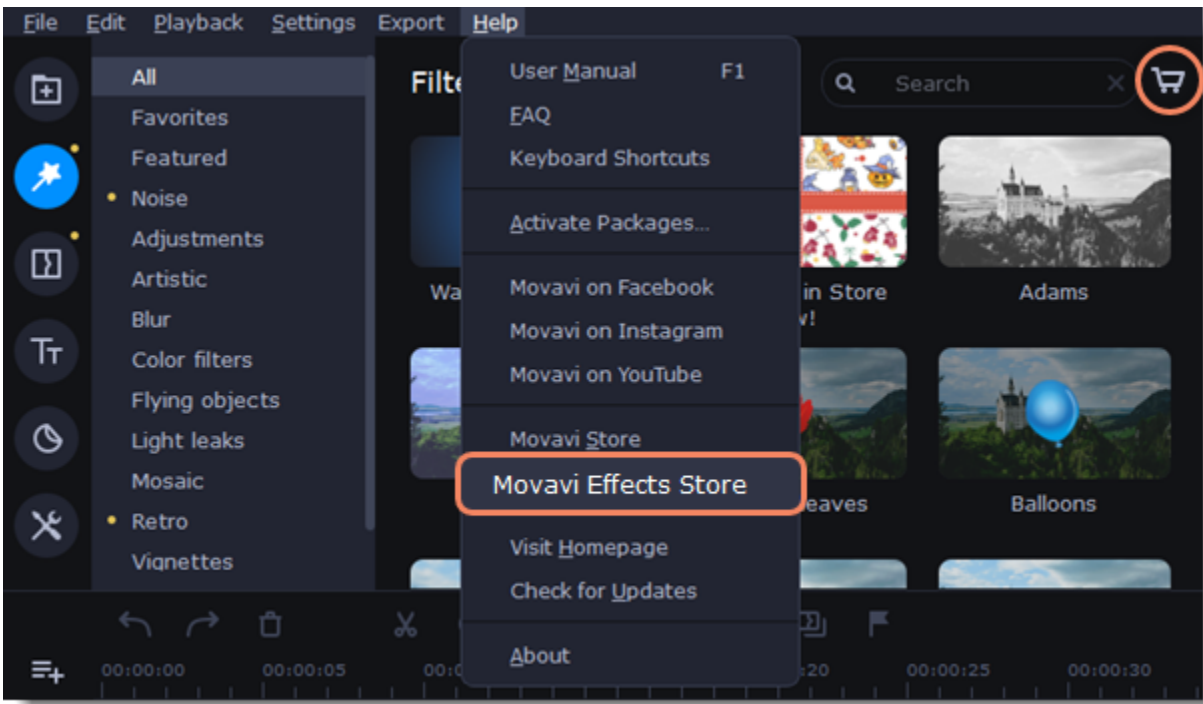 File Edit Playback Settings Export Help
All
Favorites
Featured
Noise
Adjustments
Artistic
Blur
Color filters
Flying objects
Light leaks
Mosaic
Retro
Vignettes
Filte
Search
User Manual F1
FAQ
Keyboard Shortcuts
Activate Packages...
Movavi on Facebook
Movavi on Instagram
Movavi on YouTube
Movavi Store
Movavi Effects Store
Visit Homepage
Check for Updates
About
Wa
in Store
w!
Adams
eaves
Balloons
Tт
00:00:00 00:00:05 00:0 :20 00:00:25 00:00:30